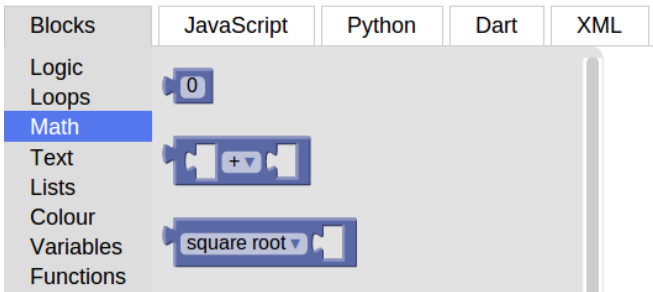 Blocks JavaScript Python Dart XML
Logic
Loops
Math
Text
Lists
Colour
Variables
Functions
0
+ ▾
square root ▾